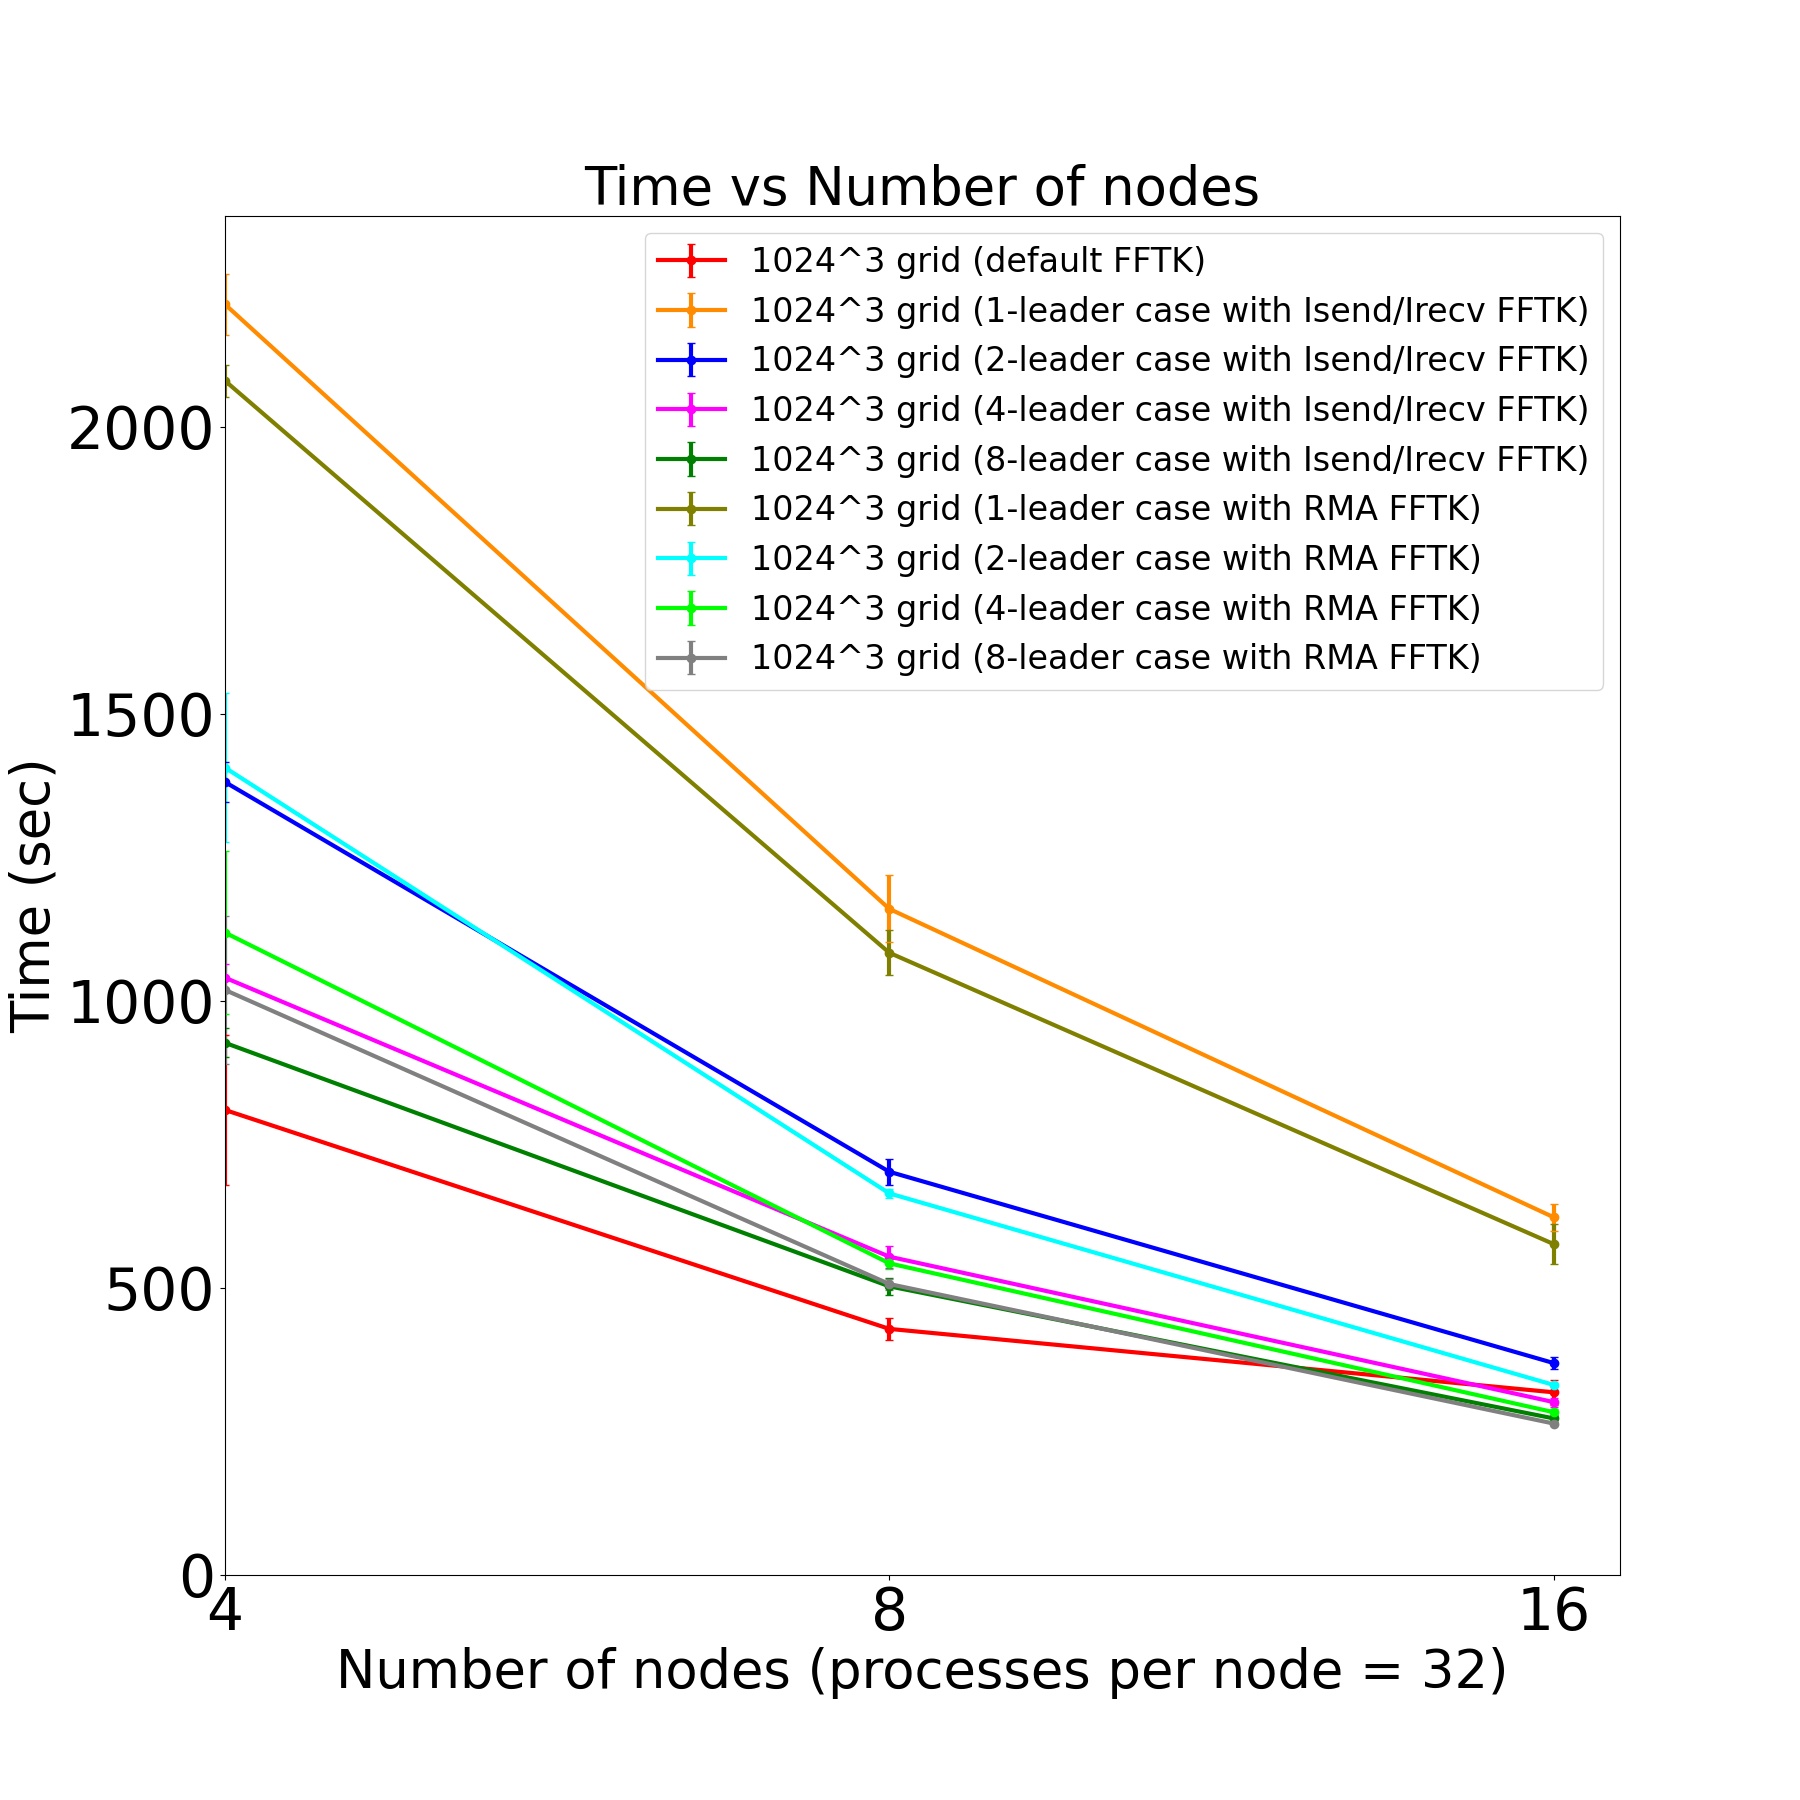 Time vs Number of nodes
1024^3 grid (default FFTK)
1024^3 grid (1-leader case with Isend/Irecv FFTK)
1024^3 grid (2-leader case with Isend/Irecv FFTK)
1024^3 grid (4-leader case with Isend/Irecv FFTK)
1024^3 grid (8-leader case with Isend/Irecv FFTK)
1024^3 grid (1-leader case with RMA FFTK)
1024^3 grid (2-leader case with RMA FFTK)
1024^3 grid (4-leader case with RMA FFTK)
1024^3 grid (8-leader case with RMA FFTK)
Time (sec)
2000
1500
1000
500
0
4 8 16
Number of nodes (processes per node = 32)